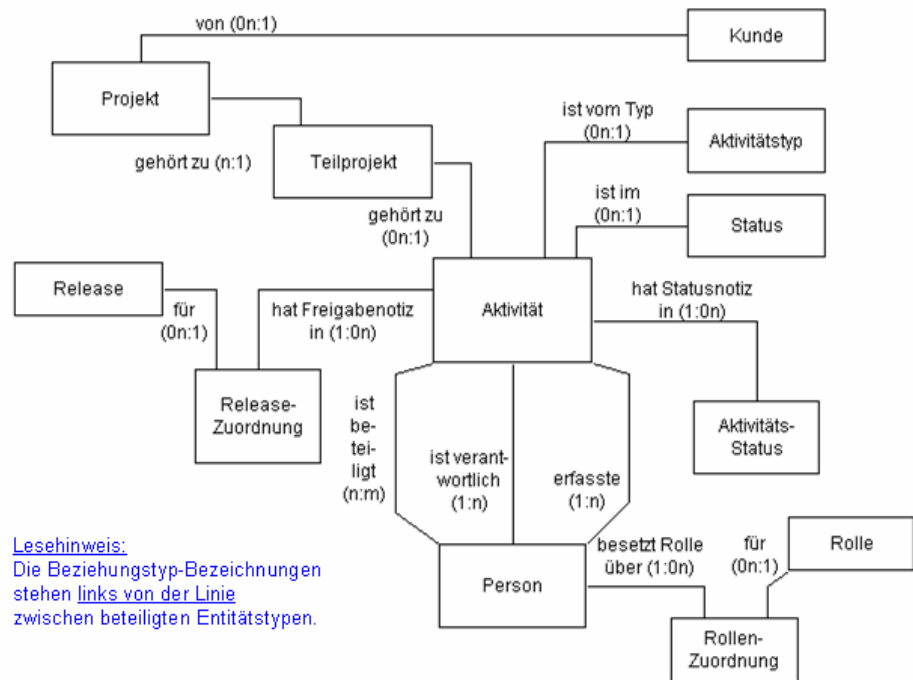 von (0n:1)
Kunde
Projekt
ist vom Typ
(0n:1)
Aktivitätstyp
gehört zu (n:1)
Teilprojekt
ist im
(0n:1)
Status
gehört zu
(0n:1)
Release
für
(0n:1)
hat Freigabenotiz
in (1:0n)
Aktivität
hat Statusnotiz
in (1:0n)
Release-
Zuordnung
ist
be-
tei-
ligt
(n:m)
ist verant-
wortlich
(1:n)
erfasste
(1:n)
Aktivitäts-
Status
Lesehinweis:
Die Beziehungstyp-Bezeichnungen
stehen links von der Linie
zwischen beteiligten Entitätstypen.
Person
besetzt Rolle
über (1:0n)
für
(0n:1)
Rolle
Rollen-
Zuordnung